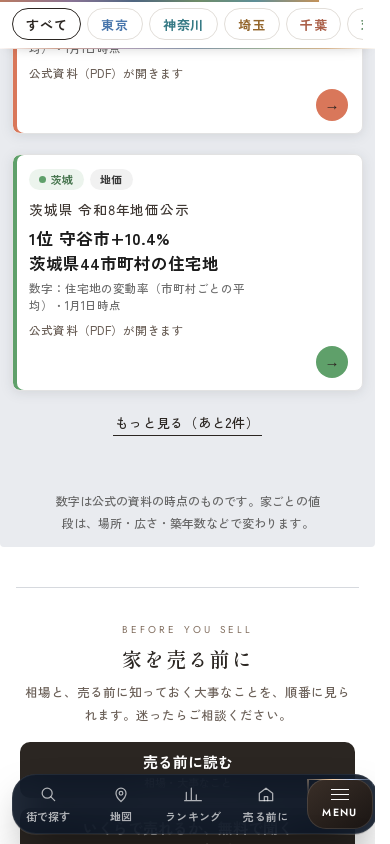 すべて 東京 神奈川 埼玉 千葉
均）・1月1日時点
公式資料（PDF）が開きます
→
茨城 地価
茨城県 令和8年地価公示
1位 守谷市+10.4%
茨城県44市町村の住宅地
数字：住宅地の変動率（市町村ごとの平
均）・1月1日時点
公式資料（PDF）が開きます
→
もっと見る（あと2件）
数字は公式の資料の時点のものです。家ごとの値
段は、場所・広さ・築年数などで変わります。
BEFORE YOU SELL
家を売る前に
相場と、売る前に知っておく大事なことを、順番に見ら
れます。迷ったらご相談ください。
売る前に読む
街で探す 地図 ランキング 売る前に MENU